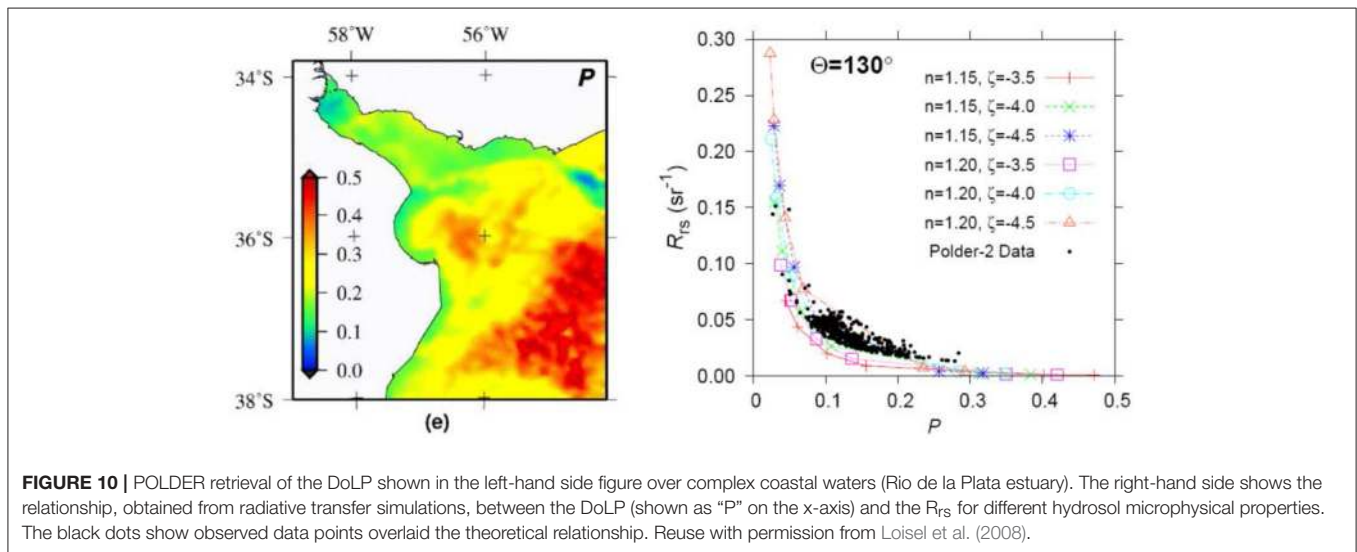 58°W 56°W
34°S
P
0.5
0.4
0.3
0.2
0.1
0.0
36°S
38°S
(e)
0.30
0.25
0.20
0.15
0.10
0.05
0.00
R_rs (sr⁻¹)
Θ=130°
n=1.15, ζ=-3.5
n=1.15, ζ=-4.0
n=1.15, ζ=-4.5
n=1.20, ζ=-3.5
n=1.20, ζ=-4.0
n=1.20, ζ=-4.5
Polder-2 Data
0 0.1 0.2 0.3 0.4 0.5
P
FIGURE 10 | POLDER retrieval of the DoLP shown in the left-hand side figure over complex coastal waters (Rio de la Plata estuary). The right-hand side shows the
relationship, obtained from radiative transfer simulations, between the DoLP (shown as “P” on the x-axis) and the R_rs for different hydrosol microphysical properties.
The black dots show observed data points overlaid the theoretical relationship. Reuse with permission from Loisel et al. (2008).